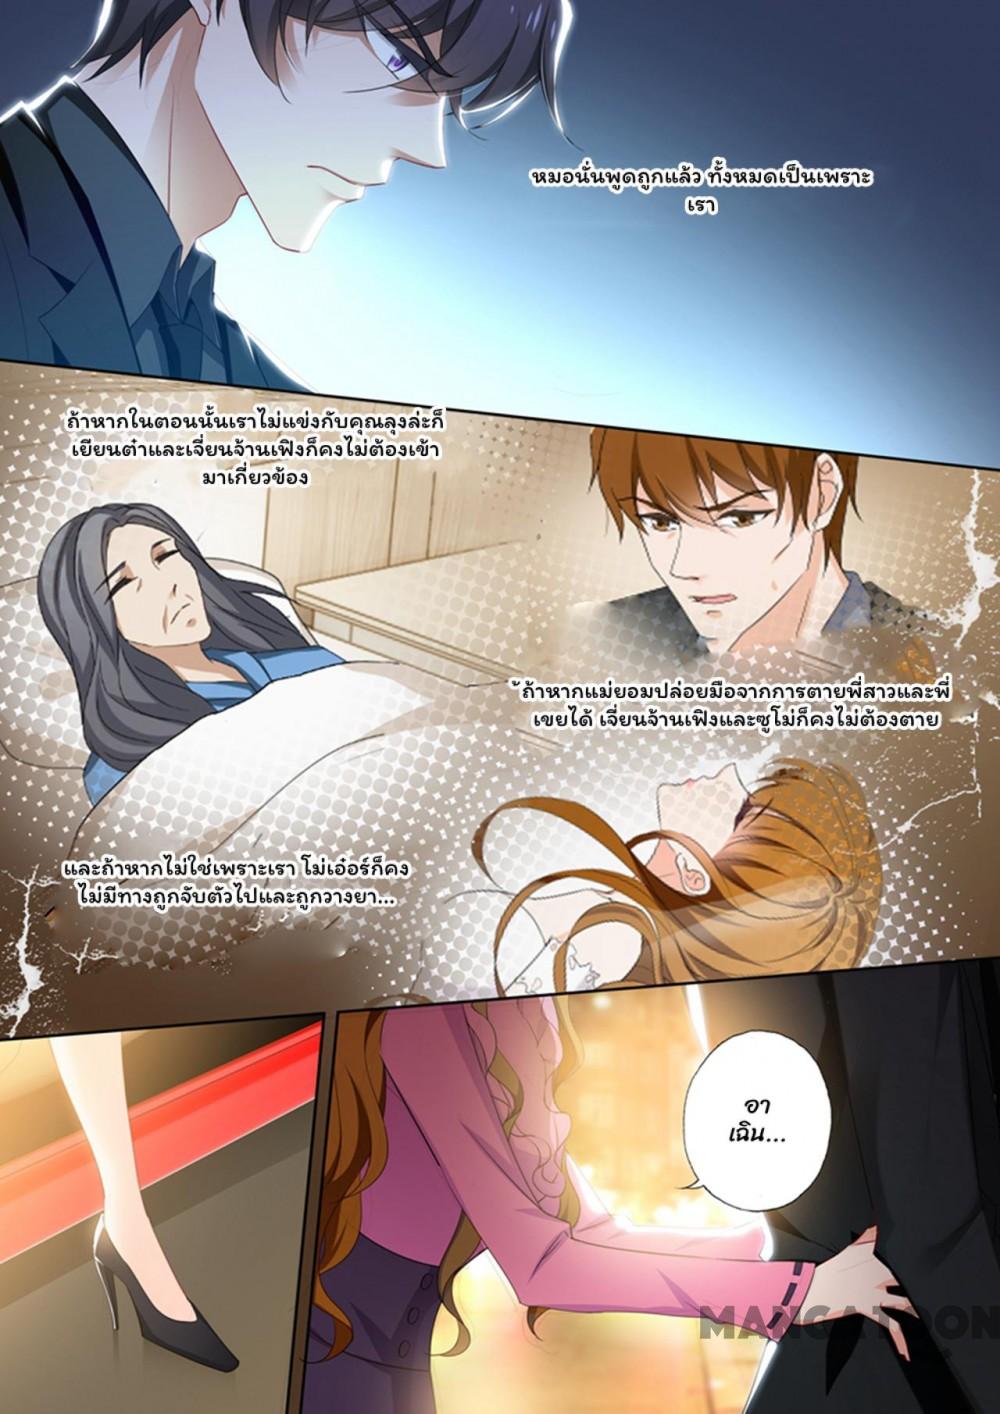 หมอนั่นพูดถูกแล้ว ทั้งหมดเป็นเพราะ
เรา
ถ้าหากในตอนนั้นเราไม่แข่งกับคุณลุงล่ะก็
เยียนต๋าและเจี่ยนจ้านเฟิงก็คงไม่ต้องเข้า
มาเกี่ยวข้อง
ถ้าหากแม่ยอมปล่อยมือจากการตายพี่สาวและพี่
เขยได้ เจี่ยนจ้านเฟิงและซูโม่ก็คงไม่ต้องตาย
และถ้าหากไม่ใช่เพราะเรา โม่เอ๋อร์ก็คง
ไม่มีทางถูกจับตัวไปและถูกวางยา...
อา
เฉิน...
MANGATOON